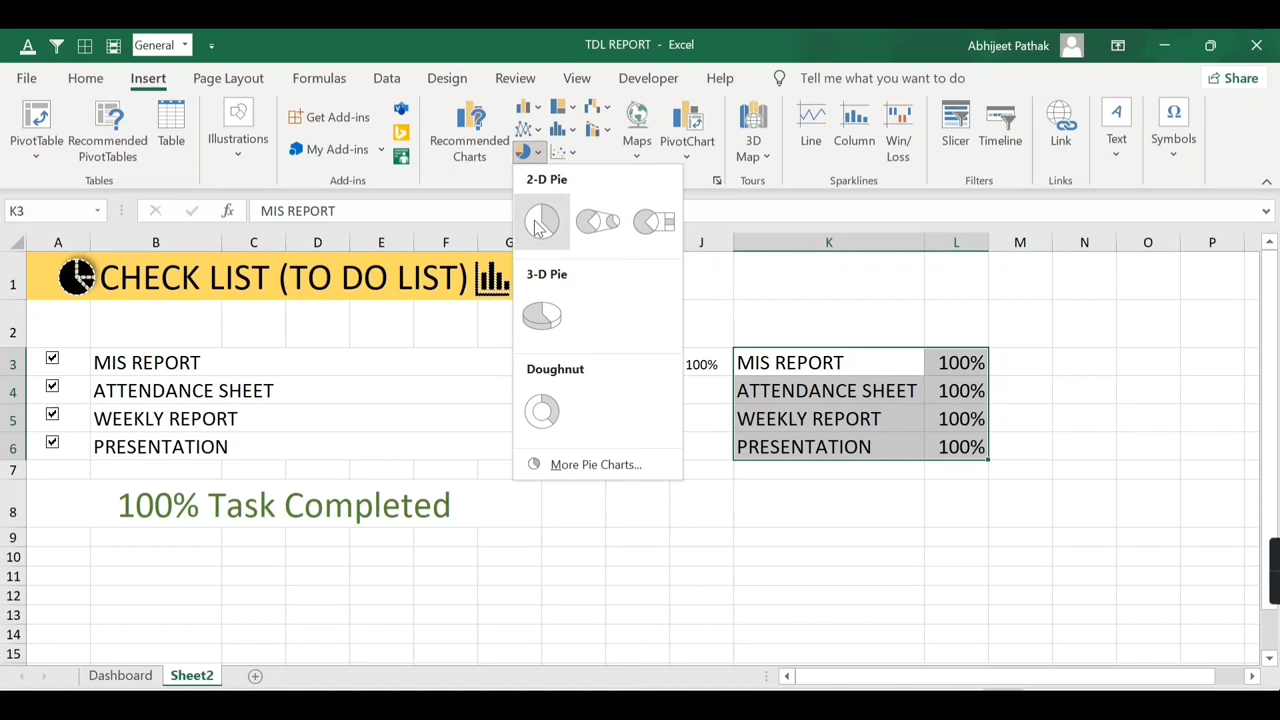 General
TDL REPORT - Excel
Abhijeet Pathak
File Home Insert Page Layout Formulas Data Design Review View Developer Help Tell me what you want to do Share
PivotTable
Recommended
PivotTables
Table
Tables
Illustrations
Get Add-ins
My Add-ins
Add-ins
Recommended
Charts
Maps
PivotChart
3D
Map
Tours
Line
Column
Win/
Loss
Sparklines
Slicer
Timeline
Filters
Link
Links
Text
Symbols
K3
fx
MIS REPORT
2-D Pie
3-D Pie
Doughnut
More Pie Charts...
A B C D E F G J K L M N O P
1 CHECK LIST (TO DO LIST)
2
3 MIS REPORT 100% MIS REPORT 100%
4 ATTENDANCE SHEET ATTENDANCE SHEET 100%
5 WEEKLY REPORT WEEKLY REPORT 100%
6 PRESENTATION PRESENTATION 100%
7
8 100% Task Completed
9
10
11
12
13
14
15
Dashboard Sheet2